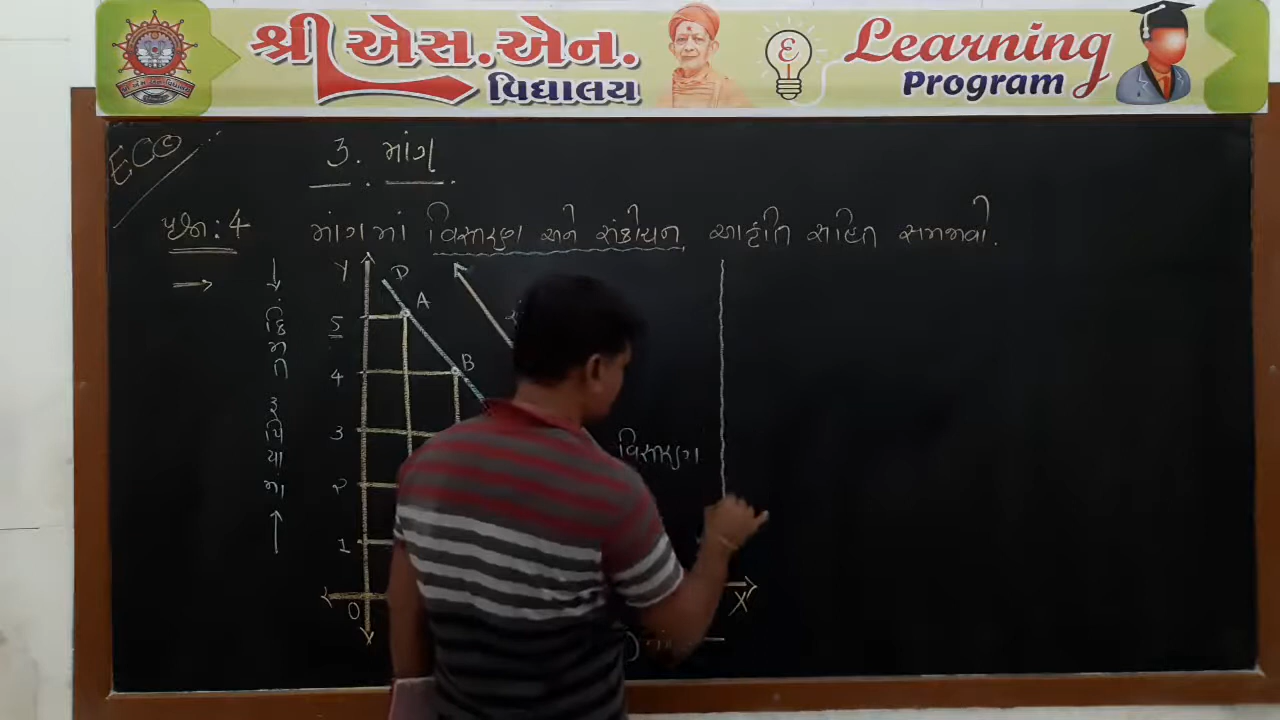 શ્રી એસ.એન. વિદ્યાલય
Learning Program
ECO
3. માંગ
પ્રશ્ન: 4 માંગમાં વિસ્તરણ અને સંકોચન આકૃતિ સહિત સમજાવો.
Y D
A
5
B
4
3
વિસ્તરણ
2
1
0 X
કિંમત રૂપિયામાં